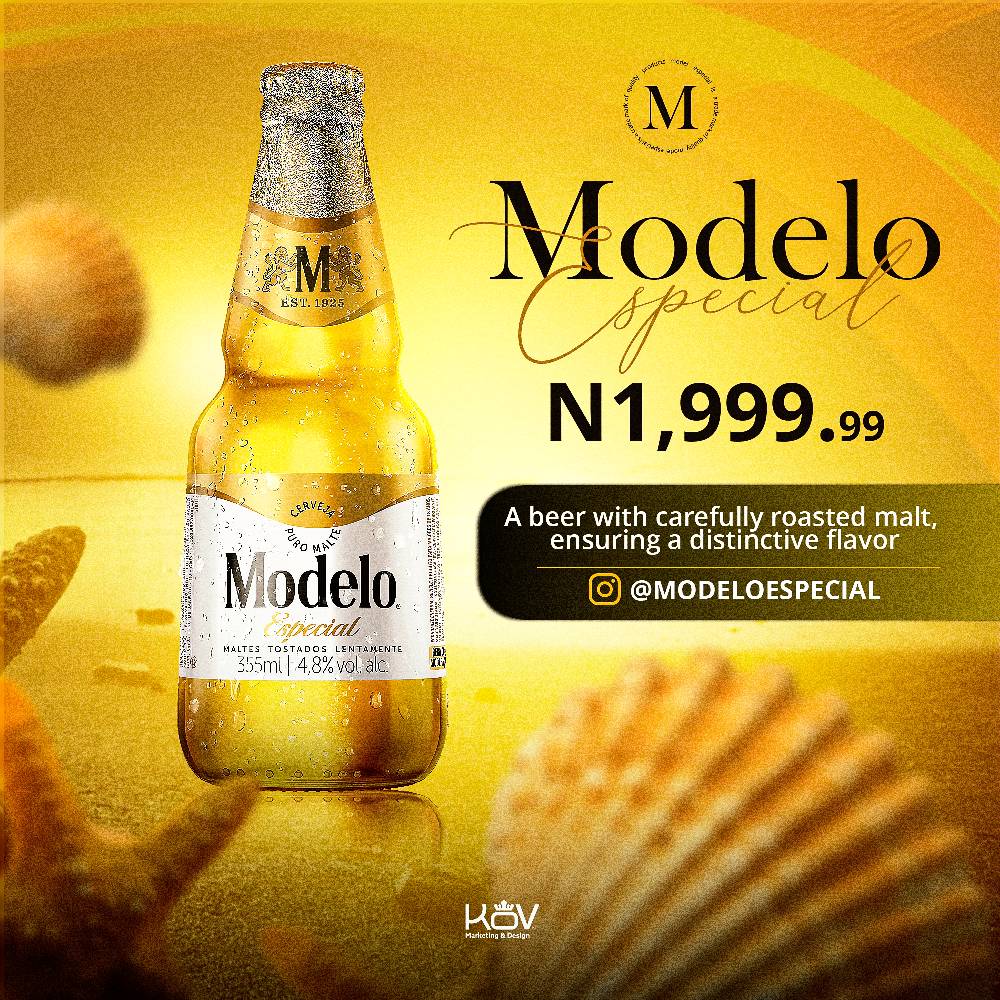 M
Modelo
Especial
N1,999.99
A beer with carefully roasted malt,
ensuring a distinctive flavor
@MODELOESPECIAL
M
EST. 1925
CERVEJA
PURO MALTE
Modelo
Especial
MALTES TOSTADOS LENTAMENTE
355ml | 4,8% vol. alc.
KOV
Marketing & Design